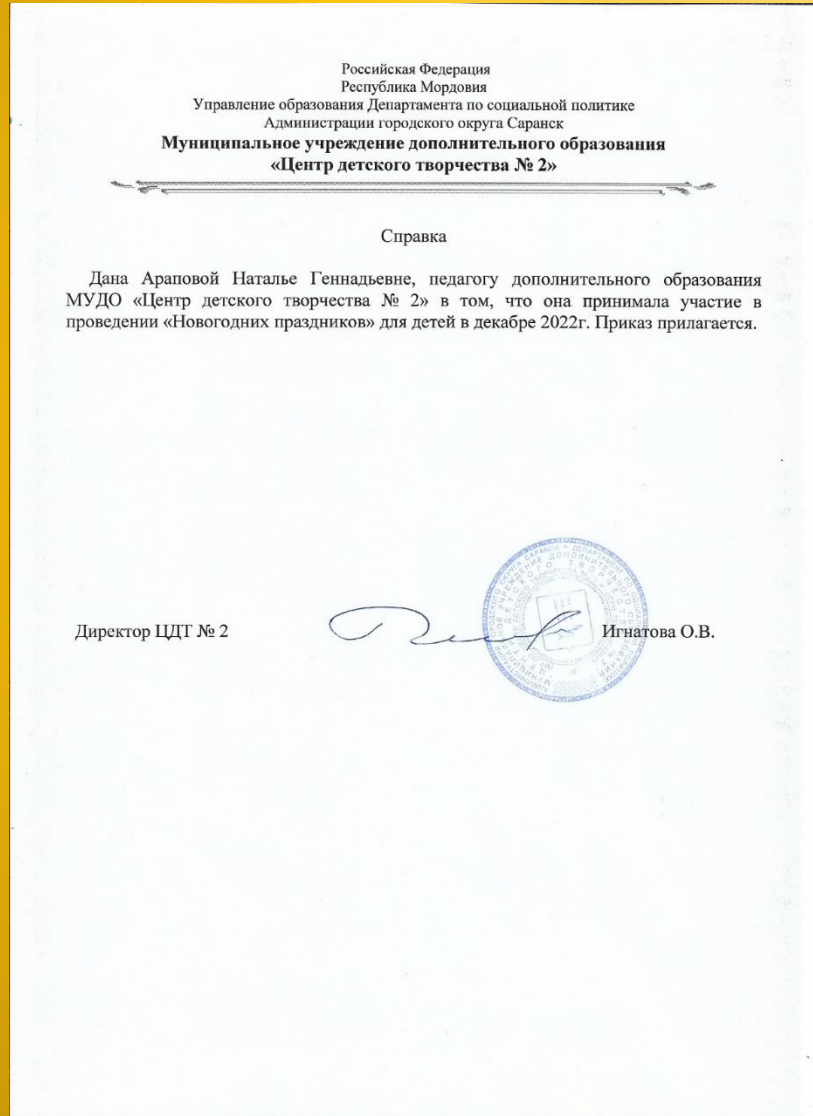 Российская Федерация
Республика Мордовия
Управление образования Департамента по социальной политике
Администрации городского округа Саранск
Муниципальное учреждение дополнительного образования
«Центр детского творчества № 2»
Справка
Дана Араповой Наталье Геннадьевне, педагогу дополнительного образования
МУДО «Центр детского творчества № 2» в том, что она принимала участие в
проведении «Новогодних праздников» для детей в декабре 2022г. Приказ прилагается.
Директор ЦДТ № 2
Игнатова О.В.